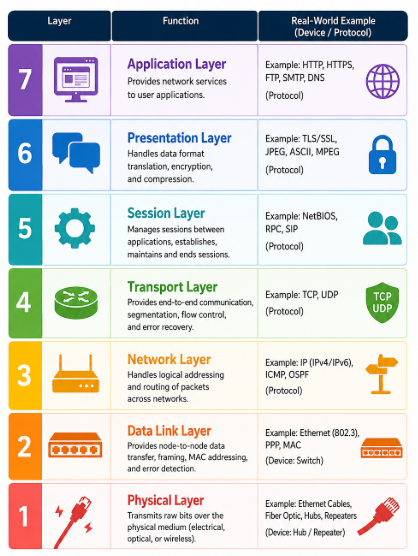 Layer
Function
Real-World Example
(Device / Protocol)
7
Application Layer
Provides network services
to user applications.
Example: HTTP, HTTPS,
FTP, SMTP, DNS
(Protocol)
6
Presentation Layer
Handles data format
translation, encryption,
and compression.
Example: TLS/SSL,
JPEG, ASCII, MPEG
(Protocol)
5
Session Layer
Manages sessions between
applications, establishes,
maintains and ends sessions.
Example: NetBIOS,
RPC, SIP
(Protocol)
4
Transport Layer
Provides end-to-end communication,
segmentation, flow control,
and error recovery.
Example: TCP, UDP
(Protocol)
TCP
UDP
3
Network Layer
Handles logical addressing
and routing of packets
across networks.
Example: IP (IPv4/IPv6),
ICMP, OSPF
(Protocol)
2
Data Link Layer
Provides node-to-node data
transfer, framing, MAC addressing,
and error detection.
Example: Ethernet (802.3),
PPP, MAC
(Device: Switch)
1
Physical Layer
Transmits raw bits over the
physical medium (electrical,
optical, or wireless).
Example: Ethernet Cables,
Fiber Optic, Hubs, Repeaters
(Device: Hub / Repeater)